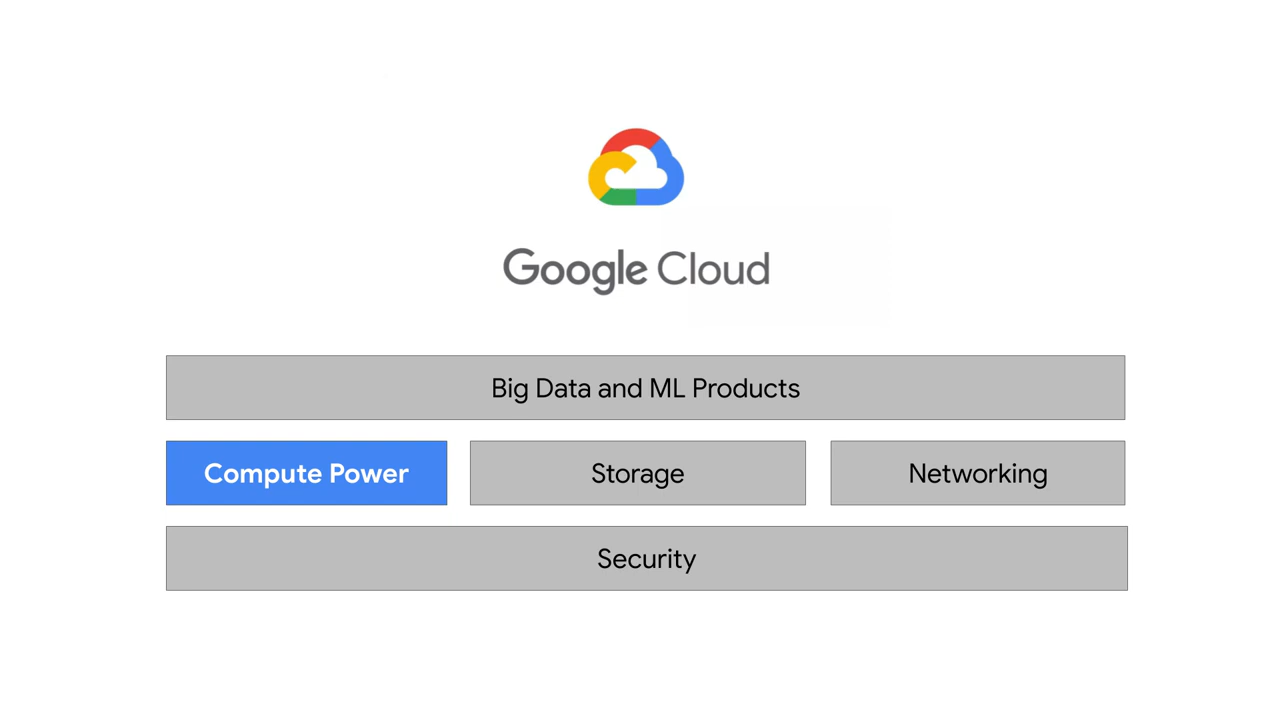 Google Cloud
Big Data and ML Products
Compute Power
Storage
Networking
Security